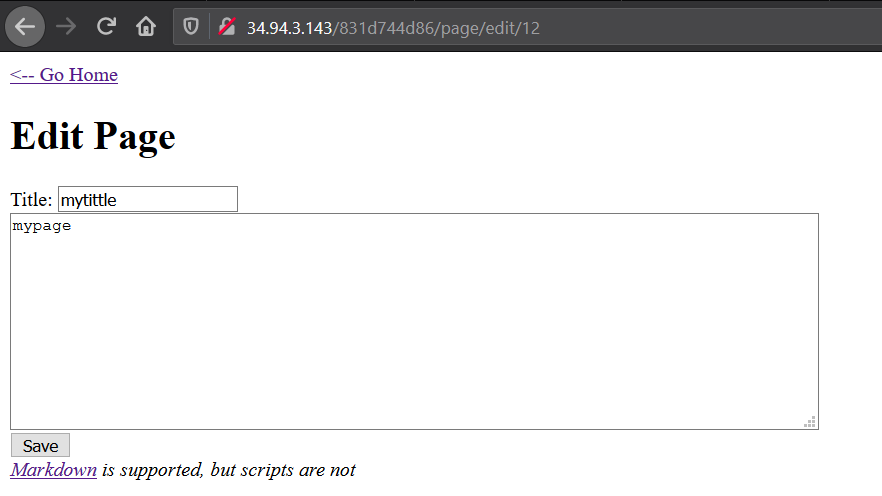 34.94.3.143/831d744d86/page/edit/12
<-- Go Home
Edit Page
Title: mytittle
mypage
Save
Markdown is supported, but scripts are not